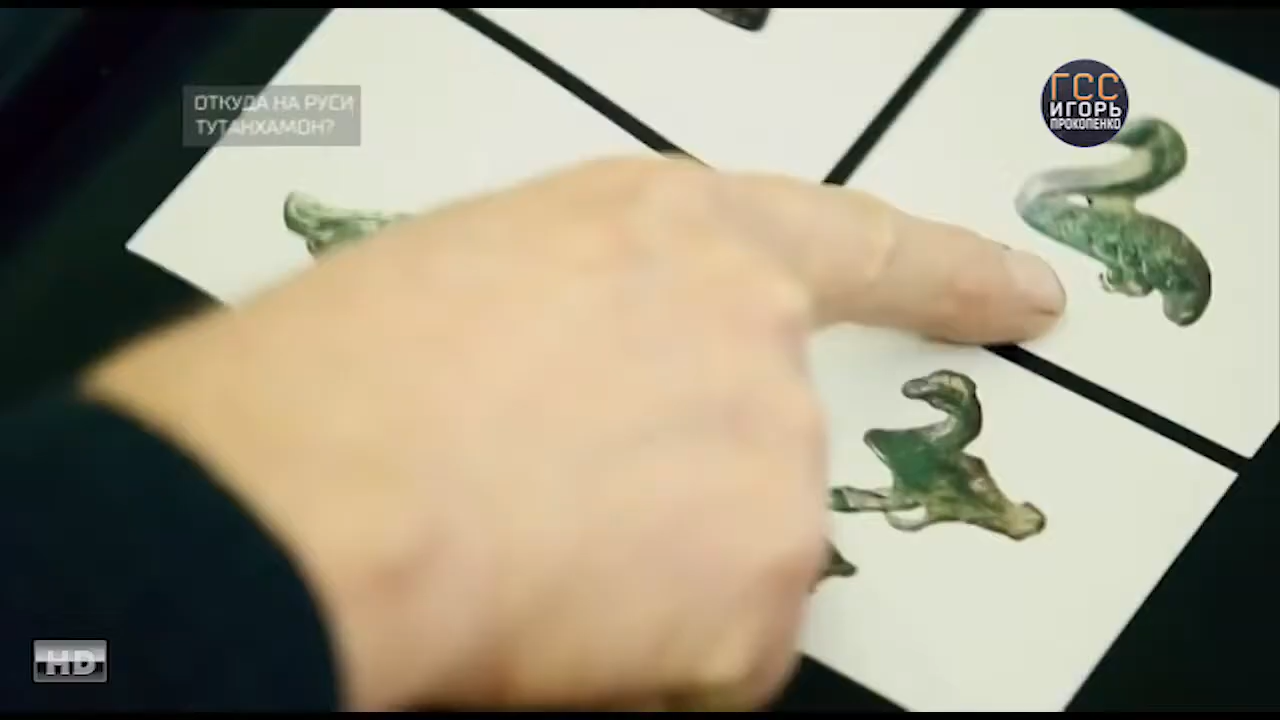 ОТКУДА НА РУСИ
ТУТАНХАМОН?
ГСС
ИГОРЬ
ПРОКОПЕНКО
HD